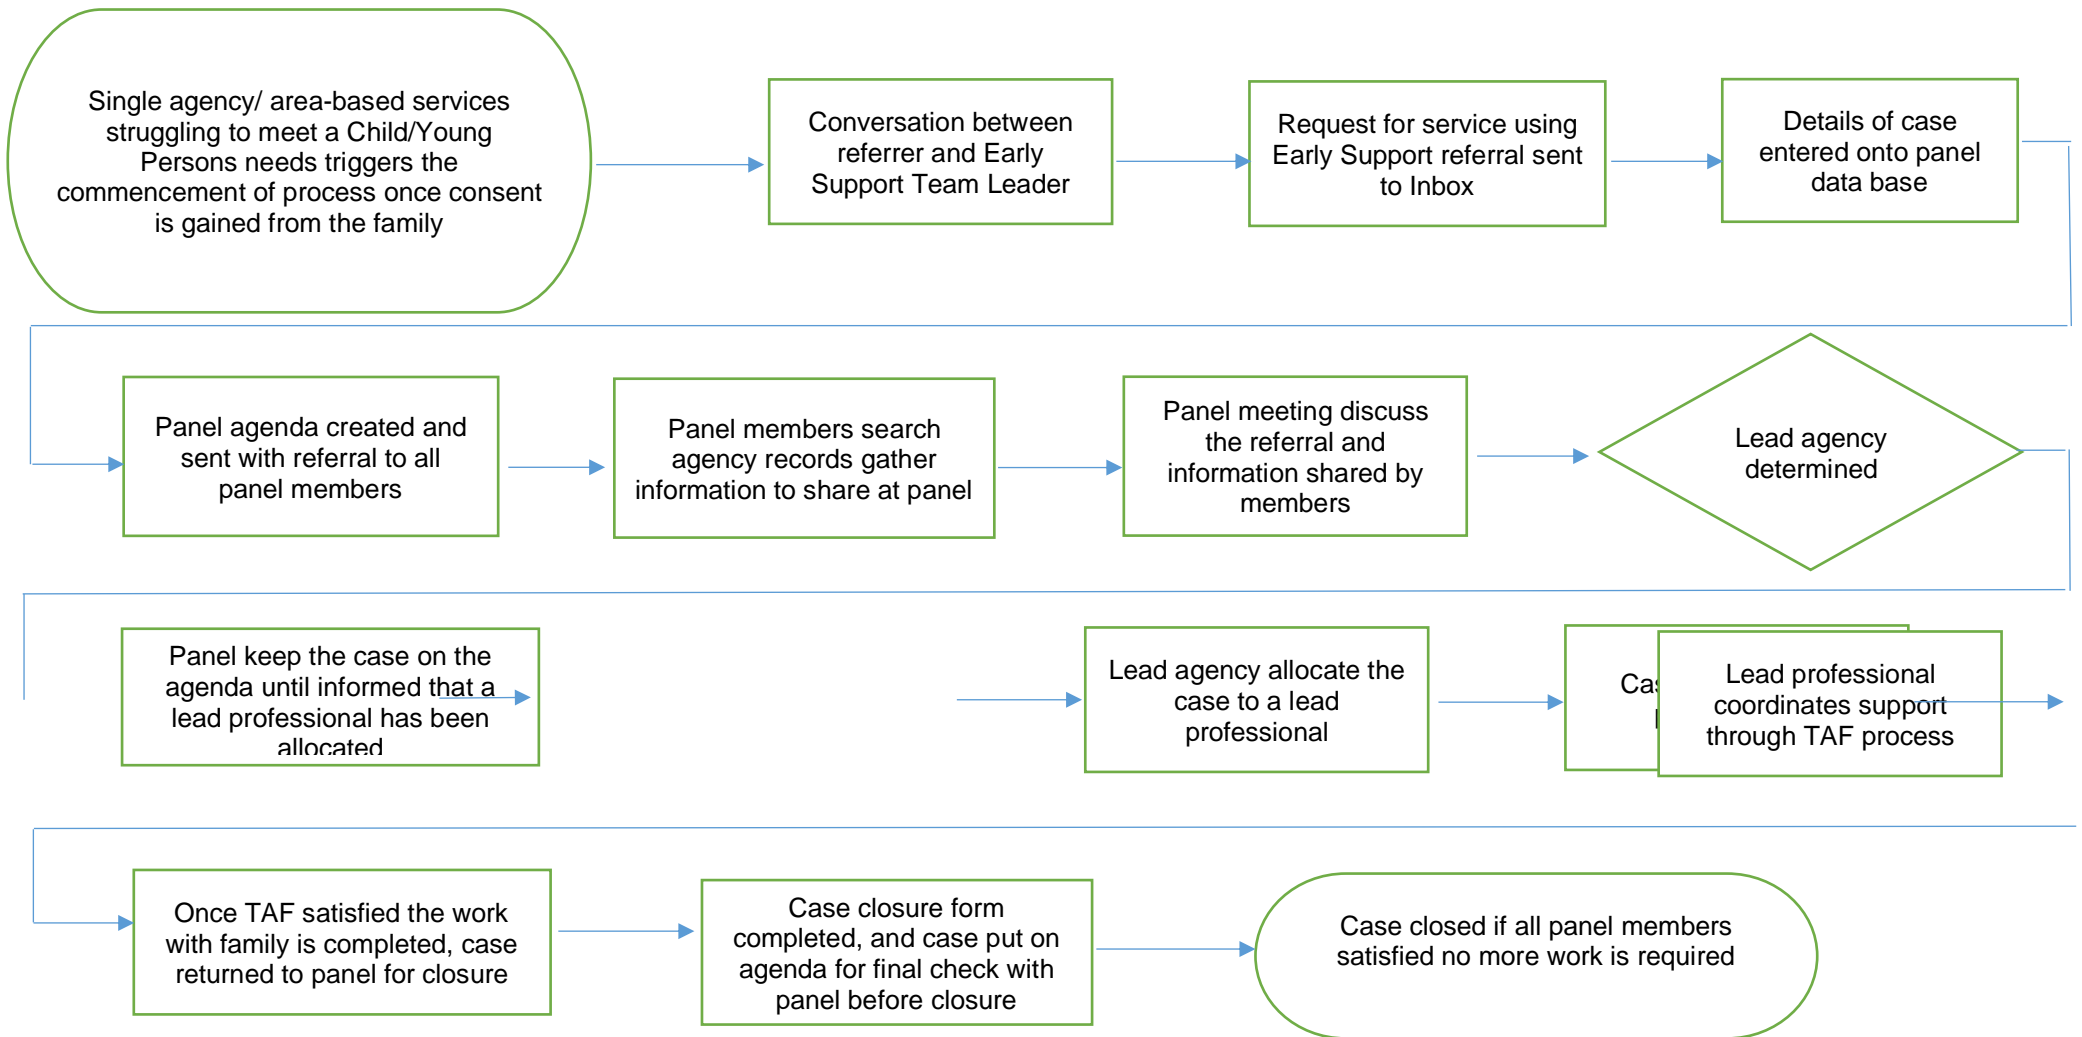 Single agency/ area-based services
struggling to meet a Child/Young
Persons needs triggers the
commencement of process once consent
is gained from the family
Conversation between
referrer and Early
Support Team Leader
Request for service using
Early Support referral sent
to Inbox
Details of case
entered onto panel
data base
Panel agenda created and
sent with referral to all
panel members
Panel members search
agency records gather
information to share at panel
Panel meeting discuss
the referral and
information shared by
members
Lead agency
determined
Panel keep the case on the
agenda until informed that a
lead professional has been
allocated
Lead agency allocate the
case to a lead
professional
Lead professional
coordinates support
through TAF process
Once TAF satisfied the work
with family is completed, case
returned to panel for closure
Case closure form
completed, and case put on
agenda for final check with
panel before closure
Case closed if all panel members
satisfied no more work is required